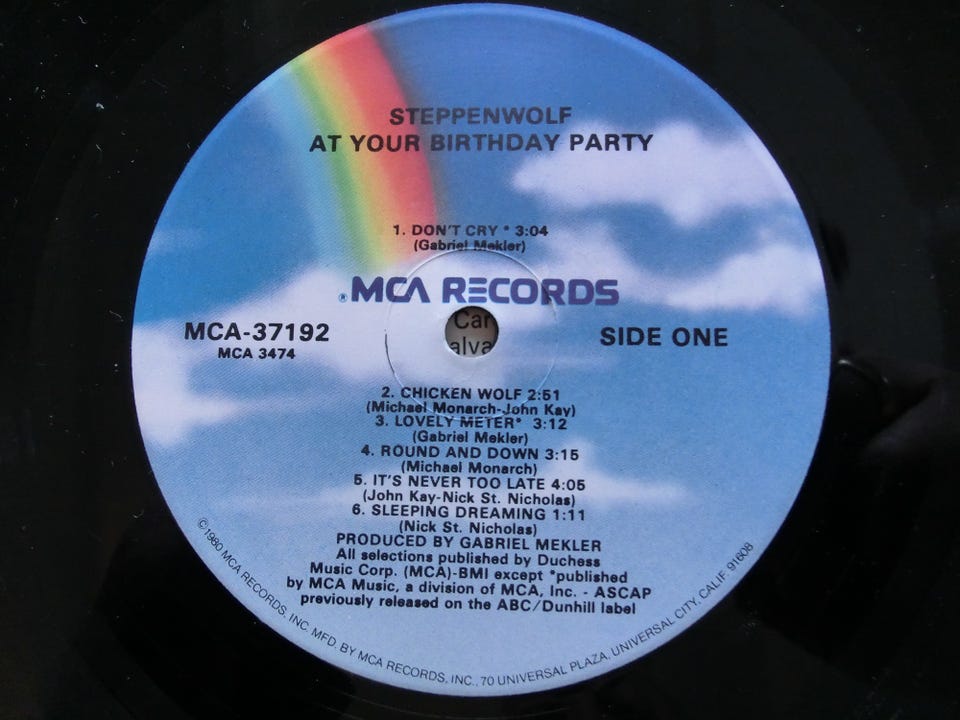 STEPPENWOLF
AT YOUR BIRTHDAY PARTY
1. DON'T CRY * 3:04
(Gabriel Mekler)
®MCA RECORDS
Car
alva
MCA-37192
MCA 3474
SIDE ONE
2. CHICKEN WOLF 2:51
(Michael Monarch-John Kay)
3. LOVELY METER* 3:12
(Gabriel Mekler)
4. ROUND AND DOWN 3:15
(Michael Monarch)
5. IT'S NEVER TOO LATE 4:05
(John Kay-Nick St. Nicholas)
6. SLEEPING DREAMING 1:11
(Nick St. Nicholas)
PRODUCED BY GABRIEL MEKLER
All selections published by Duchess
Music Corp. (MCA)-BMI except *published
by MCA Music, a division of MCA, Inc. - ASCAP
previously released on the ABC/Dunhill label
©1980 MCA RECORDS, INC. MFD. BY MCA RECORDS, INC., 70 UNIVERSAL PLAZA, UNIVERSAL CITY, CALIF. 91608